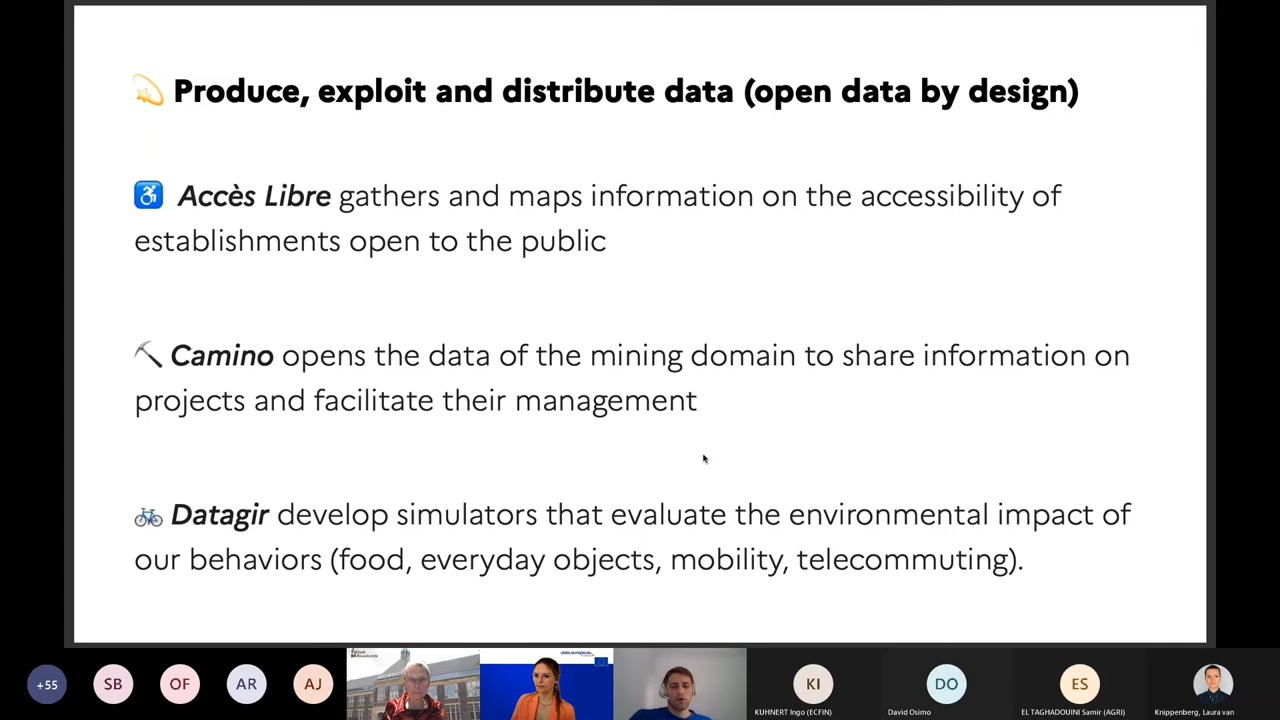 Produce, exploit and distribute data (open data by design)
Accès Libre gathers and maps information on the accessibility of
establishments open to the public
Camino opens the data of the mining domain to share information on
projects and facilitate their management
Datagir develop simulators that evaluate the environmental impact of
our behaviors (food, everyday objects, mobility, telecommuting).
+55
SB
OF
AR
AJ
data.europa.eu
KI
DO
ES
KUHNERT Ingo (ECFIN)
David Osimo
EL TAGHADOUINI Samir (AGRI)
Knippenberg, Laura van